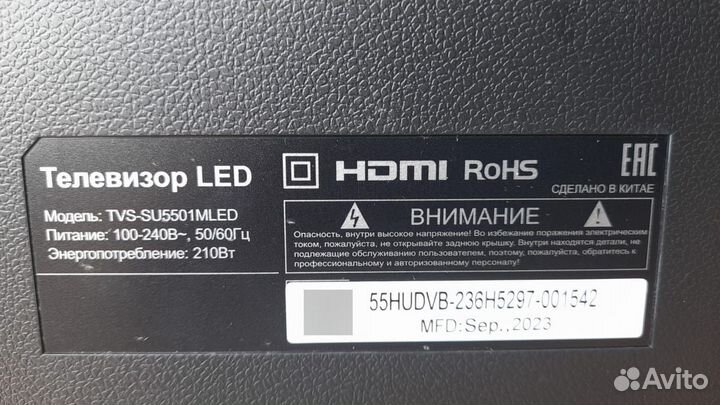 Телевизор LED
Модель: TVS-SU5501MLED
Питание: 100-240В~, 50/60Гц
Энергопотребление: 210Вт
HDMI RoHS
EAC
СДЕЛАНО В КИТАЕ
ВНИМАНИЕ
Опасность, внутри высокое напряжение! Во избежание поражения электрическим
током, пожалуйста, не открывайте заднюю крышку. Внутри находятся детали, не
подлежащие обслуживанию пользователем, поэтому, пожалуйста, обратитесь к
профессиональному и авторизованному персоналу!
55HUDVB-236H5297-001542
MFD:Sep.,2023
Avito